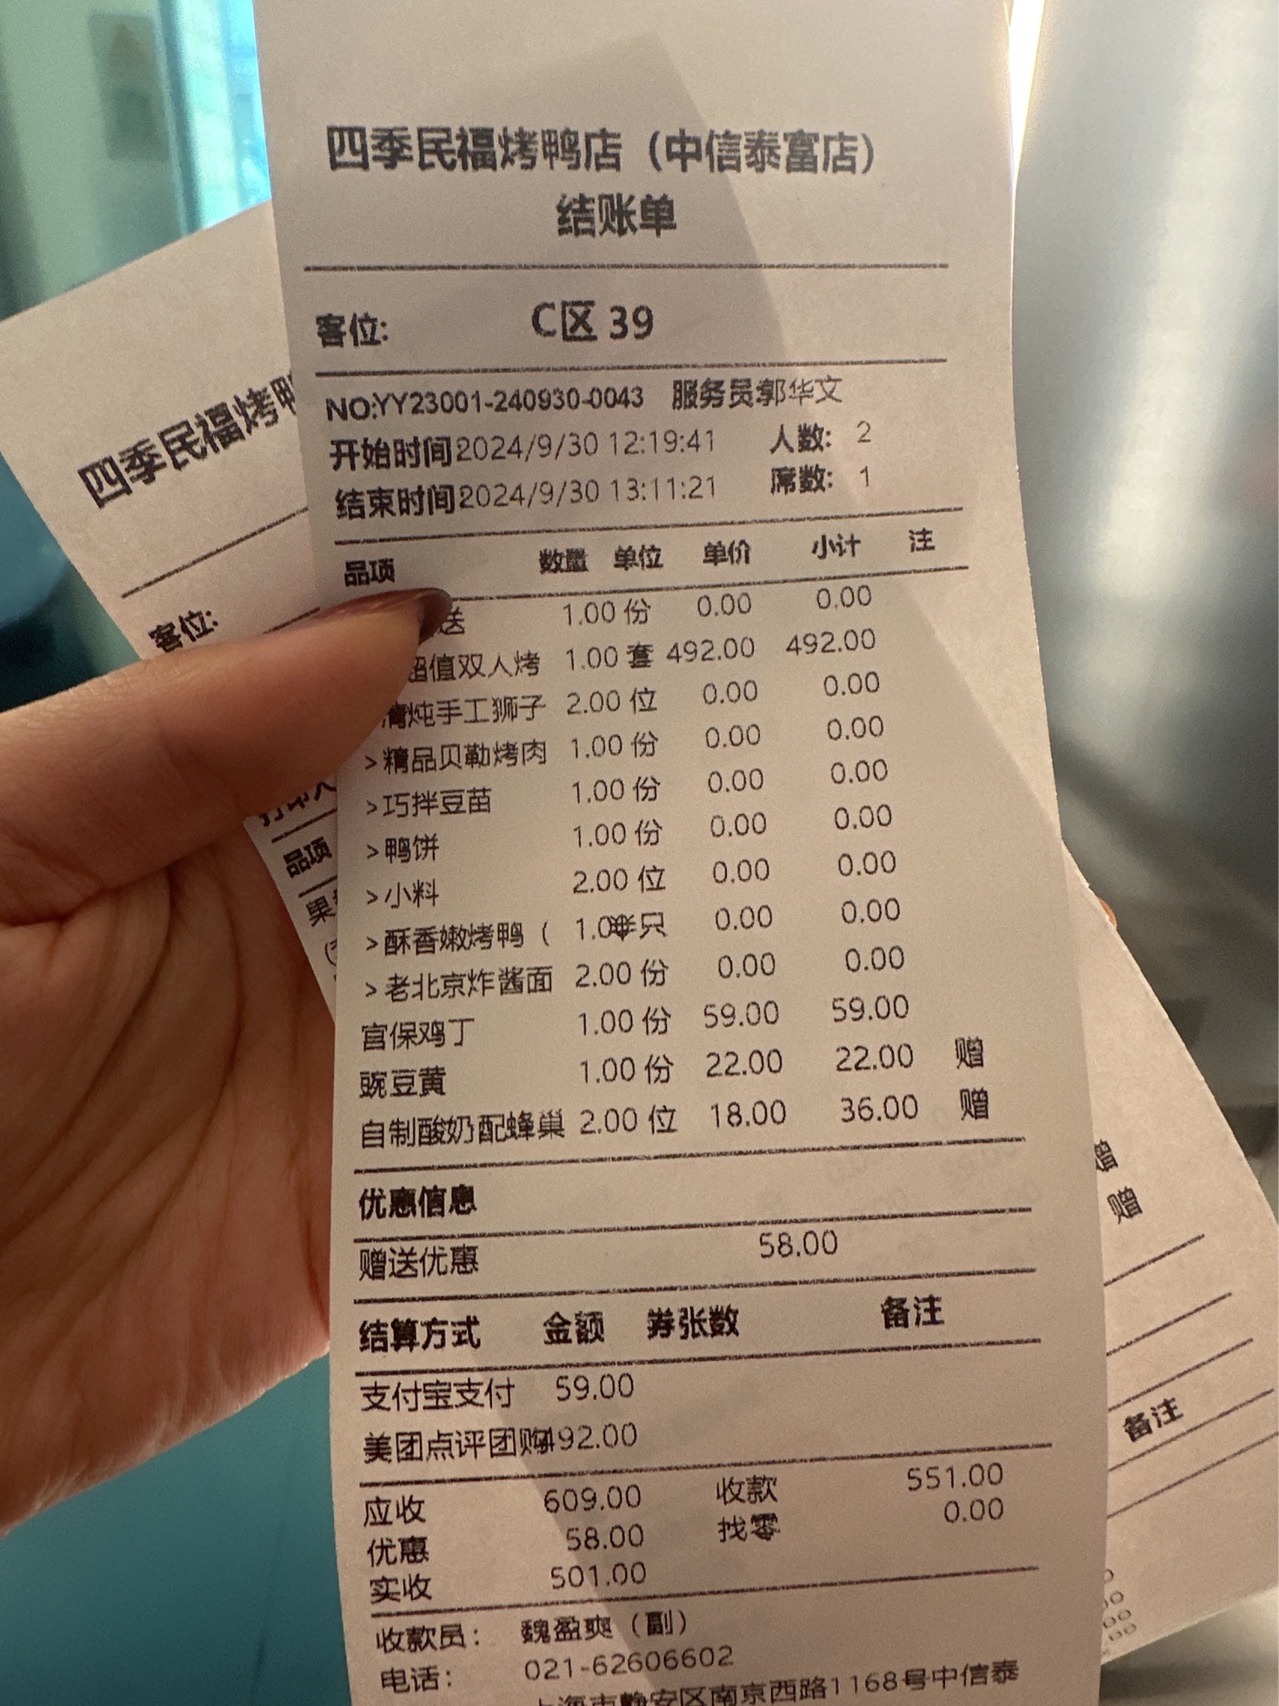 四季民福烤鸭店（中信泰富店）
结账单
客位: C区 39
NO:YY23001-240930-0043 服务员:郭华文
开始时间2024/9/30 12:19:41 人数: 2
结束时间2024/9/30 13:11:21 席数: 1
品项 数量 单位 单价 小计 注
送 1.00 份 0.00 0.00
超值双人烤 1.00 套 492.00 492.00
清炖手工狮子 2.00 位 0.00 0.00
>精品贝勒烤肉 1.00 份 0.00 0.00
>巧拌豆苗 1.00 份 0.00 0.00
>鸭饼 1.00 份 0.00 0.00
>小料 2.00 位 0.00 0.00
>酥香嫩烤鸭（ 1.00半只 0.00 0.00
>老北京炸酱面 2.00 份 0.00 0.00
宫保鸡丁 1.00 份 59.00 59.00
豌豆黄 1.00 份 22.00 22.00 赠
自制酸奶配蜂巢 2.00 位 18.00 36.00 赠
优惠信息
赠送优惠 58.00
结算方式 金额 券张数 备注
支付宝支付 59.00
美团点评团购492.00
应收 609.00 收款 551.00
优惠 58.00 找零 0.00
实收 501.00
收款员: 魏盈爽（副）
电话: 021-62606602
上海市静安区南京西路1168号中信泰
四季民福烤鸭
客位:
打印人
品项
果
赠
赠
备注